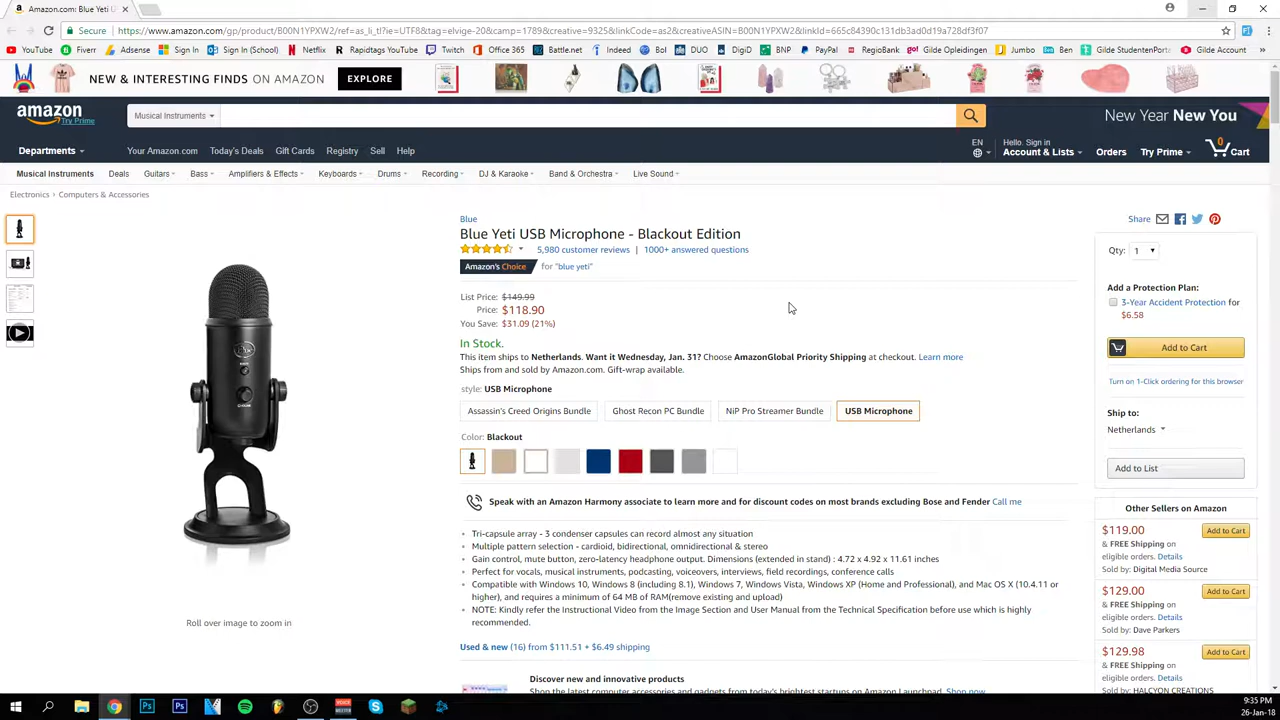 Amazon.com: Blue Yeti U
Secure
https://www.amazon.com/gp/product/B00N1YPXW2/ref=as_li_tl?ie=UTF8&tag=elvige-20&camp=1789&creative=9325&linkCode=as2&creativeASIN=B00N1YPXW2&linkId=665c84390c131db3ad0d19a728df3f07
YouTube
Fiverr
Adsense
Sign In
Sign In (School)
Netflix
Rapidtags YouTube
Twitch
Office 365
Battle.net
Indeed
Bol
DUO
DigiD
BNP
PayPal
RegioBank
Gilde Opleidingen
Jumbo
Ben
Gilde StudentenPorts
Gilde Account
NEW & INTERESTING FINDS ON AMAZON
EXPLORE
amazon
Try Prime
Musical Instruments
New Year New You
Departments
Your Amazon.com
Today's Deals
Gift Cards
Registry
Sell
Help
EN
Hello. Sign in
Account & Lists
Orders
Try Prime
0
Cart
Musical Instruments
Deals
Guitars
Bass
Amplifiers & Effects
Keyboards
Drums
Recording
DJ & Karaoke
Band & Orchestra
Live Sound
Electronics › Computers & Accessories
Roll over image to zoom in
Blue
Blue Yeti USB Microphone - Blackout Edition
5,980 customer reviews | 1000+ answered questions
Amazon's Choice for "blue yeti"
List Price: $149.99
Price: $118.90
You Save: $31.09 (21%)
In Stock.
This item ships to Netherlands. Want it Wednesday, Jan. 31? Choose AmazonGlobal Priority Shipping at checkout. Learn more
Ships from and sold by Amazon.com. Gift-wrap available.
style: USB Microphone
Assassin's Creed Origins Bundle
Ghost Recon PC Bundle
NiP Pro Streamer Bundle
USB Microphone
Color: Blackout
Speak with an Amazon Harmony associate to learn more and for discount codes on most brands excluding Bose and Fender Call me
• Tri-capsule array - 3 condenser capsules can record almost any situation
• Multiple pattern selection - cardioid, bidirectional, omnidirectional & stereo
• Gain control, mute button, zero-latency headphone output. Dimensions (extended in stand) : 4.72 x 4.92 x 11.61 inches
• Perfect for vocals, musical instruments, podcasting, voiceovers, interviews, field recordings, conference calls
• Compatible with Windows 10, Windows 8 (including 8.1), Windows 7, Windows Vista, Windows XP (Home and Professional), and Mac OS X (10.4.11 or
higher), and requires a minimum of 64 MB of RAM(remove existing and upload)
• NOTE: Kindly refer the Instructional Video from the Image Section and User Manual from the Technical Specification before use which is highly
recommended.
Used & new (16) from $111.51 + $6.49 shipping
Discover new and innovative products
Shop the latest computer accessories and gadgets from today's brightest startups on Amazon Launchpad. Shop now
Share
Qty: 1
Add a Protection Plan:
3-Year Accident Protection for
$6.58
Add to Cart
Turn on 1-Click ordering for this browser
Ship to:
Netherlands
Add to List
Other Sellers on Amazon
$119.00
Add to Cart
& FREE Shipping on
eligible orders. Details
Sold by: Digital Media Source
$129.00
Add to Cart
& FREE Shipping on
eligible orders. Details
Sold by: Dave Parkers
$129.98
Add to Cart
& FREE Shipping on
eligible orders. Details
Sold by: HALCYON CREATIONS
9:35 PM
26-Jan-18